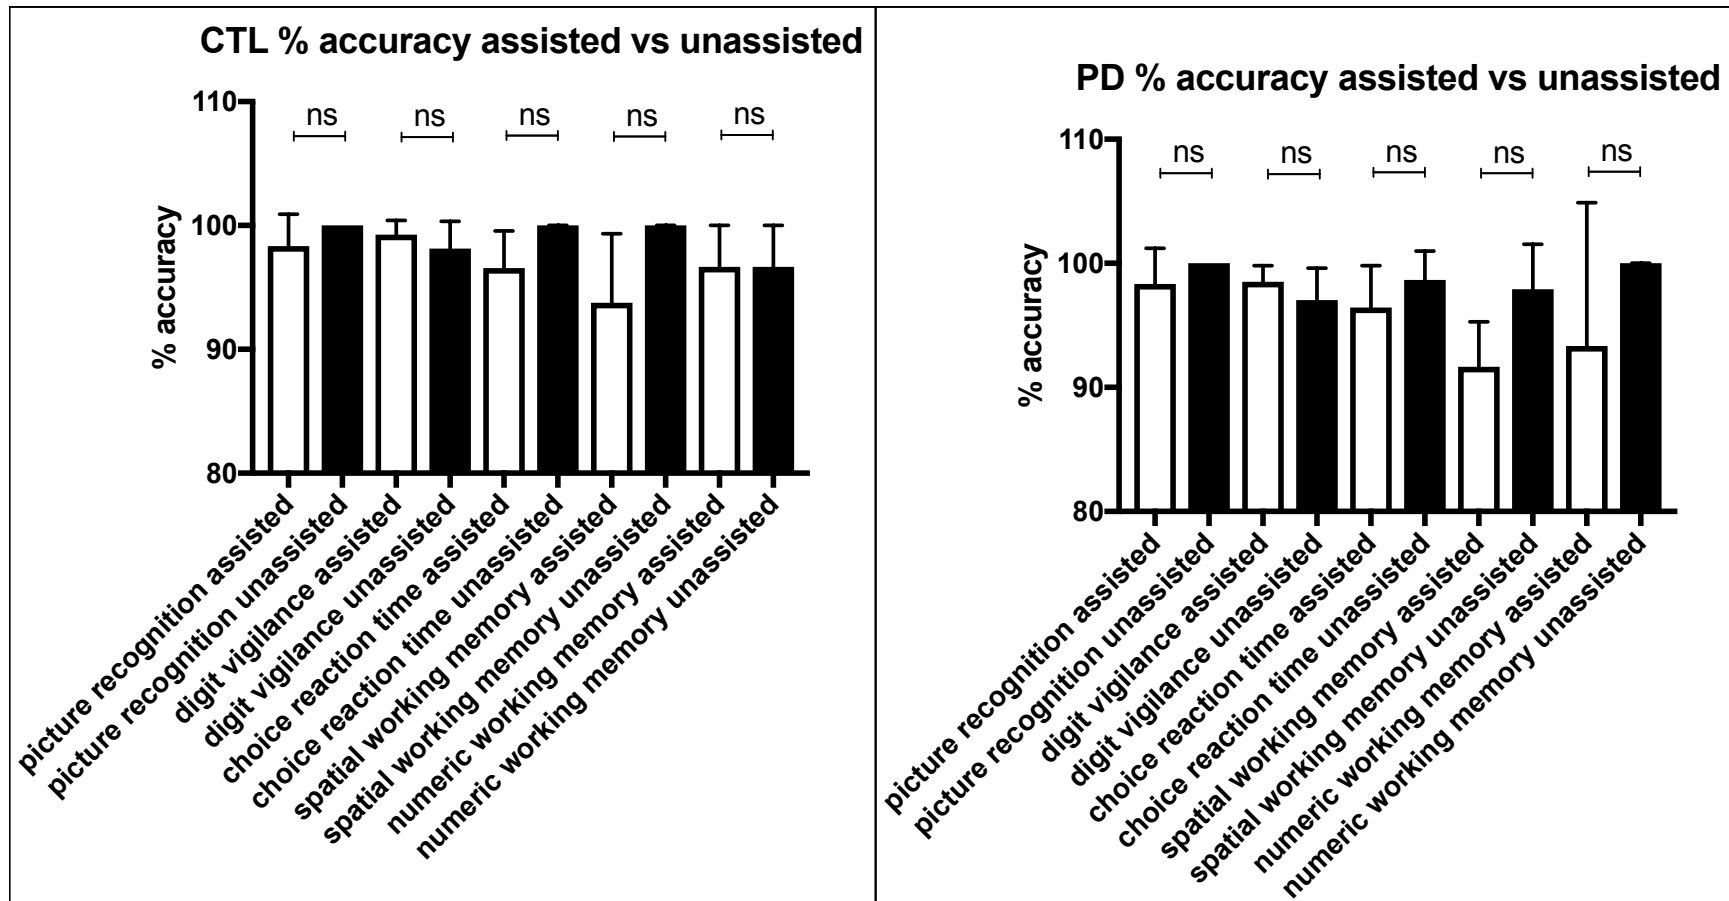 CTL % accuracy assisted vs unassisted
110
100
90
80
% accuracy
ns
ns
ns
ns
ns
picture recognition assisted
picture recognition unassisted
digit vigilance assisted
digit vigilance unassisted
choice reaction time assisted
choice reaction time unassisted
spatial working memory assisted
spatial working memory unassisted
numeric working memory assisted
numeric working memory unassisted
PD % accuracy assisted vs unassisted
110
100
90
80
% accuracy
ns
ns
ns
ns
ns
picture recognition assisted
picture recognition unassisted
digit vigilance assisted
digit vigilance unassisted
choice reaction time assisted
choice reaction time unassisted
spatial working memory assisted
spatial working memory unassisted
numeric working memory assisted
numeric working memory unassisted